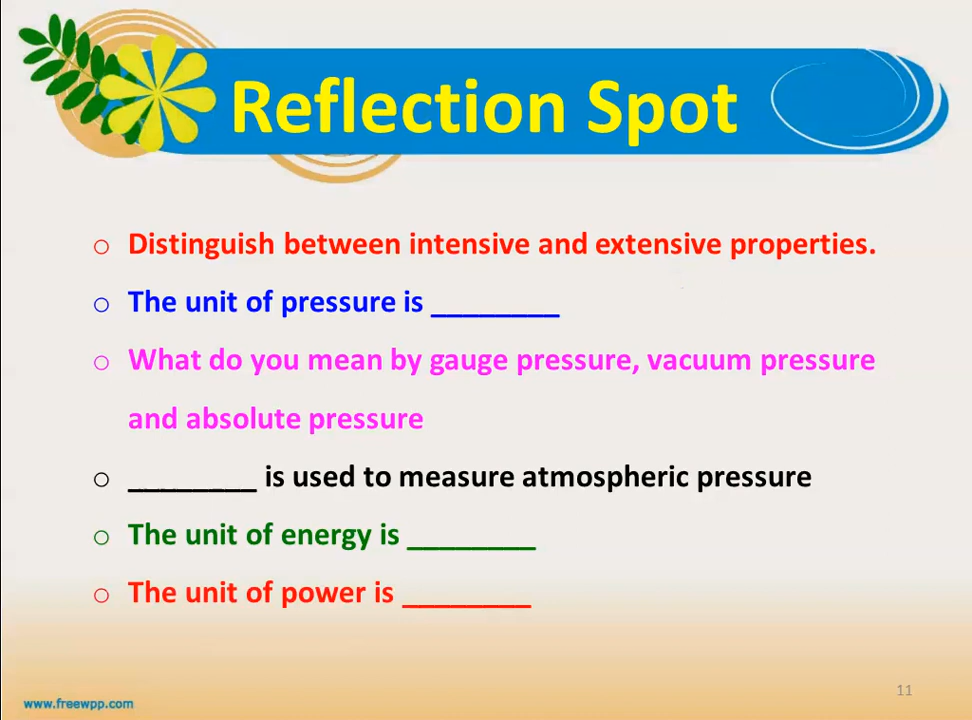 Reflection Spot
o Distinguish between intensive and extensive properties.
o The unit of pressure is ________
o What do you mean by gauge pressure, vacuum pressure
and absolute pressure
o ________ is used to measure atmospheric pressure
o The unit of energy is ________
o The unit of power is ________
www.freewpp.com
11